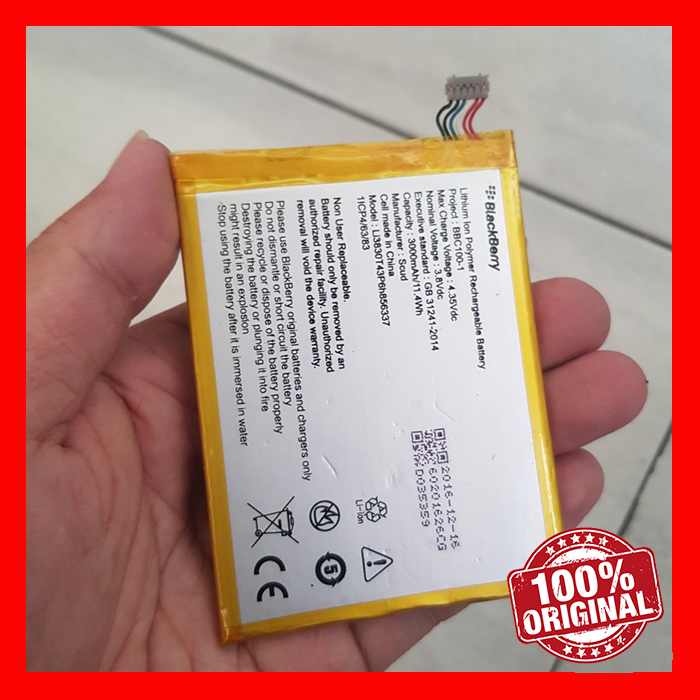 BlackBerry
Lithium Ion Polymer Rechargeable Battery
Project : BBC100-1
Max Charge Voltage : 4.35Vdc
Nominal Voltage : 3.8Vdc
Executive standard : GB 31241-2014
Capacity : 3000mAh/11.4Wh
Manufacturer : Scud
Cell made in China
MODEL: Li3830T43P6h856337
1ICP4/63/83
Non User Replaceable.
Battery should only be removed by an
authorized repair facility. Unauthorized
removal will void the device warranty.
Please use BlackBerry original batteries and chargers only
Do not dismantle or short circuit the battery
Please recycle or dispose of the battery properly
Destroying the battery or plunging it into fire
might result in an explosion
-Stop using the battery after it is immersed in water
2016-12-16
60201626CG
D035359
Li-ion
5
CE
100%
ORIGINAL